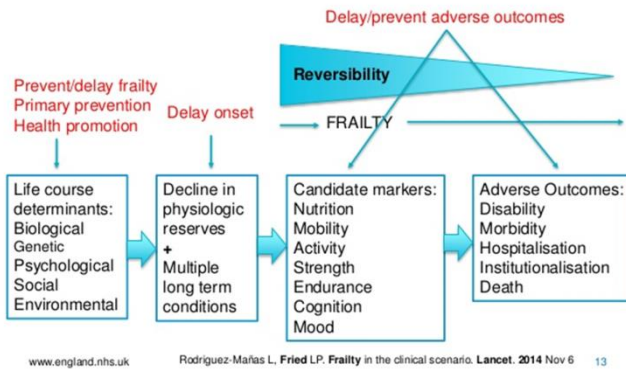 Delay/prevent adverse outcomes
Reversibility
Prevent/delay frailty
Primary prevention
Health promotion
Delay onset
FRAILTY
Life course
determinants:
Biological
Genetic
Psychological
Social
Environmental
Decline in
physiologic
reserves
+
Multiple
long term
conditions
Candidate markers:
Nutrition
Mobility
Activity
Strength
Endurance
Cognition
Mood
Adverse Outcomes:
Disability
Morbidity
Hospitalisation
Institutionalisation
Death
www.england.nhs.uk
Rodriguez-Mañas L, Fried LP. Frailty in the clinical scenario. Lancet. 2014 Nov 6
13